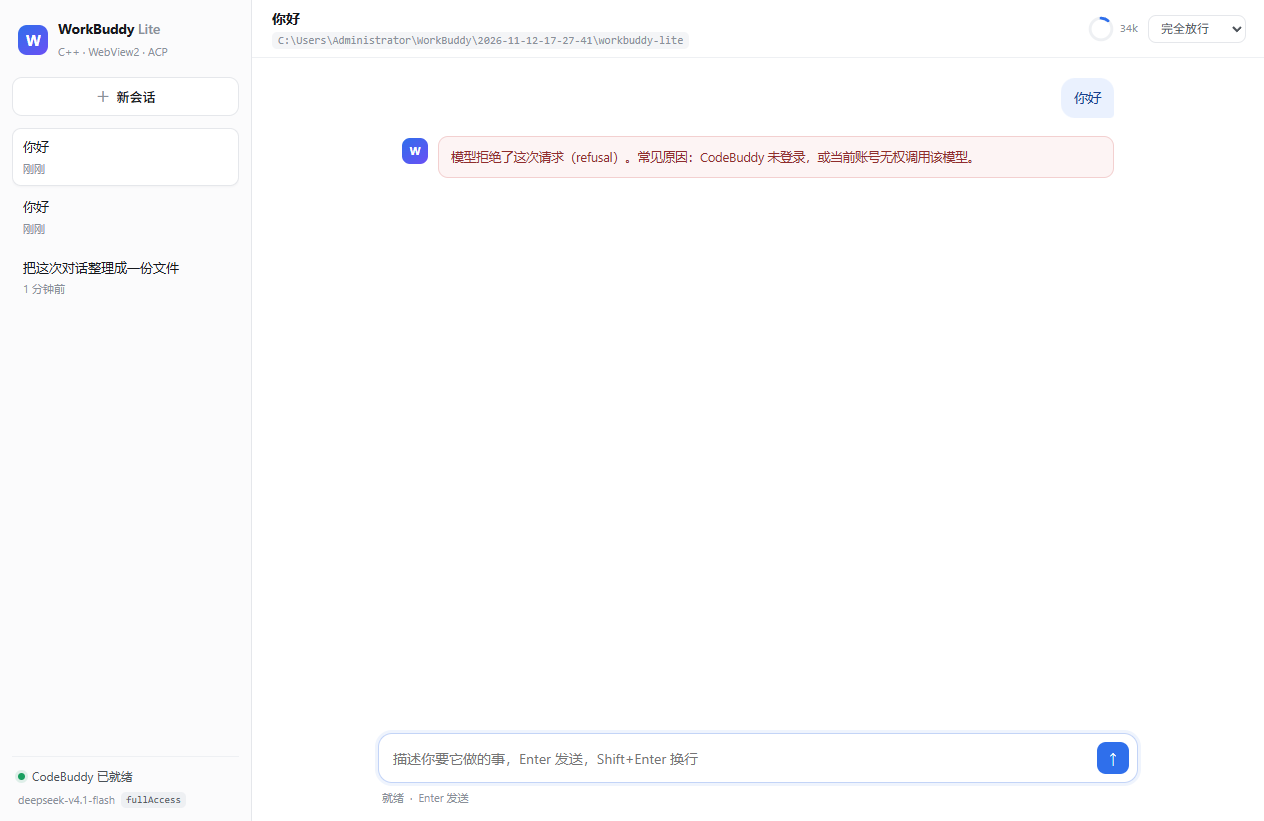 W
WorkBuddy Lite
C++ · WebView2 · ACP
+ 新会话
你好
刚刚
你好
刚刚
把这次对话整理成一份文件
1 分钟前
CodeBuddy 已就绪
deepseek-v4.1-flash fullAccess
你好
C:\Users\Administrator\WorkBuddy\2026-11-12-17-27-41\workbuddy-lite
34k
完全放行
你好
W
模型拒绝了这次请求（refusal）。常见原因：CodeBuddy 未登录，或当前账号无权调用该模型。
描述你要它做的事，Enter 发送，Shift+Enter 换行
↑
就绪 · Enter 发送